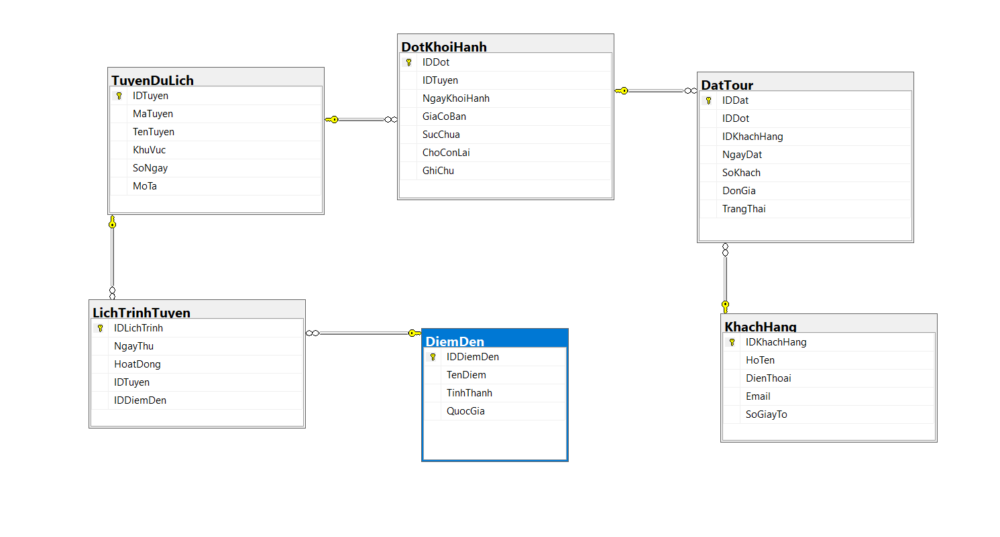 TuyenDuLich
IDTuyen
MaTuyen
TenTuyen
KhuVuc
SoNgay
MoTa
DotKhoiHanh
IDDot
IDTuyen
NgayKhoiHanh
GiaCoBan
SucChua
ChoConLai
GhiChu
DatTour
IDDat
IDDot
IDKhachHang
NgayDat
SoKhach
DonGia
TrangThai
LichTrinhTuyen
IDLichTrinh
NgayThu
HoatDong
IDTuyen
IDDiemDen
DiemDen
IDDiemDen
TenDiem
TinhThanh
QuocGia
KhachHang
IDKhachHang
HoTen
DienThoai
Email
SoGiayTo